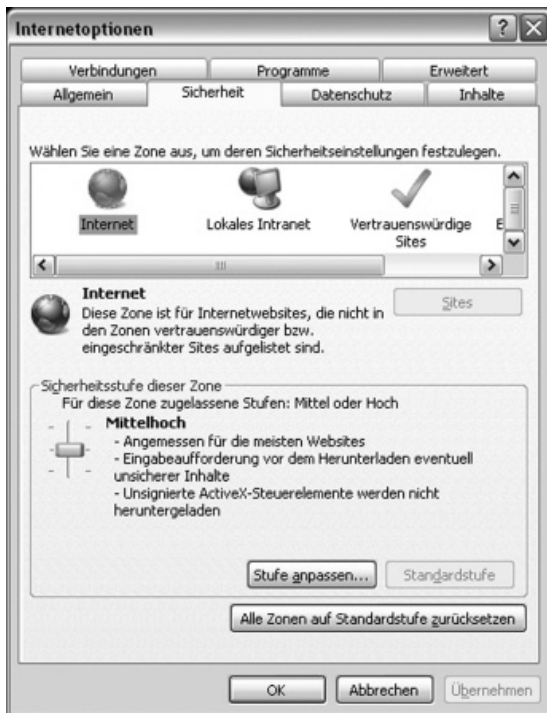 Internetoptionen
Verbindungen Programme Erweitert
Allgemein Sicherheit Datenschutz Inhalte
Wählen Sie eine Zone aus, um deren Sicherheitseinstellungen festzulegen.
Internet Lokales Intranet Vertrauenswürdige E
Sites
Internet
Sites
Diese Zone ist für Internetwebsites, die nicht in
den Zonen vertrauenswürdiger bzw.
eingeschränkter Sites aufgelistet sind.
Sicherheitsstufe dieser Zone
Für diese Zone zugelassene Stufen: Mittel oder Hoch
Mittelhoch
- Angemessen für die meisten Websites
- Eingabeaufforderung vor dem Herunterladen eventuell
unsicherer Inhalte
- Unsignierte ActiveX-Steuerelemente werden nicht
heruntergeladen
Stufe anpassen... Standardstufe
Alle Zonen auf Standardstufe zurücksetzen
OK Abbrechen Übernehmen